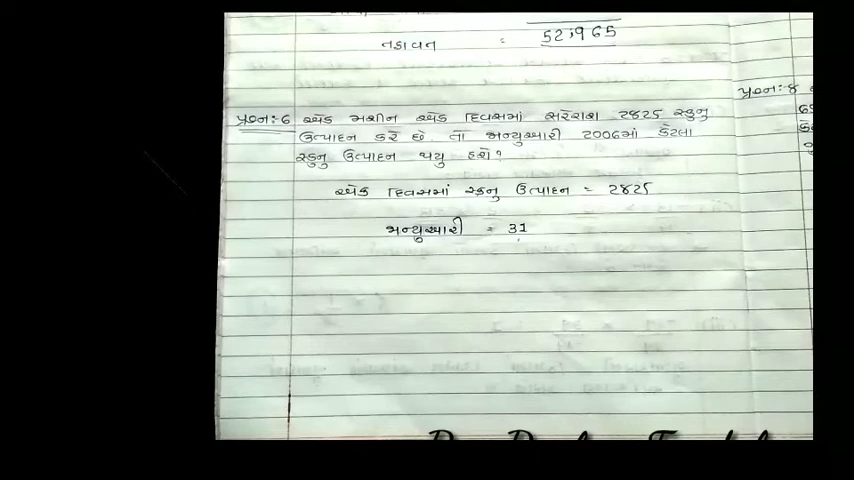 તફાવત : 52,965
પ્રશ્ન:-6 એક મશીન એક દિવસમાં સરેરાશ 2825 સ્ક્રુનુ
ઉત્પાદન કરે છે તો જાન્યુઆરી 2006માં કેટલા
સ્ક્રુનુ ઉત્પાદન થયુ હશે?
એક દિવસમાં સ્ક્રુનુ ઉત્પાદન = 2825
જાન્યુઆરી = 31
પ્રશ્ન:-૪